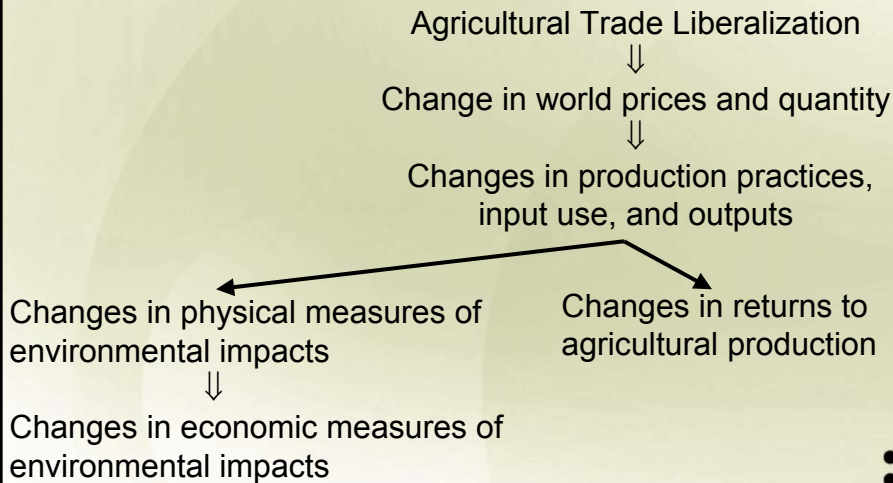 Agricultural Trade Liberalization
⇓
Change in world prices and quantity
⇓
Changes in production practices,
input use, and outputs
Changes in physical measures of
environmental impacts
⇓
Changes in economic measures of
environmental impacts
Changes in returns to
agricultural production